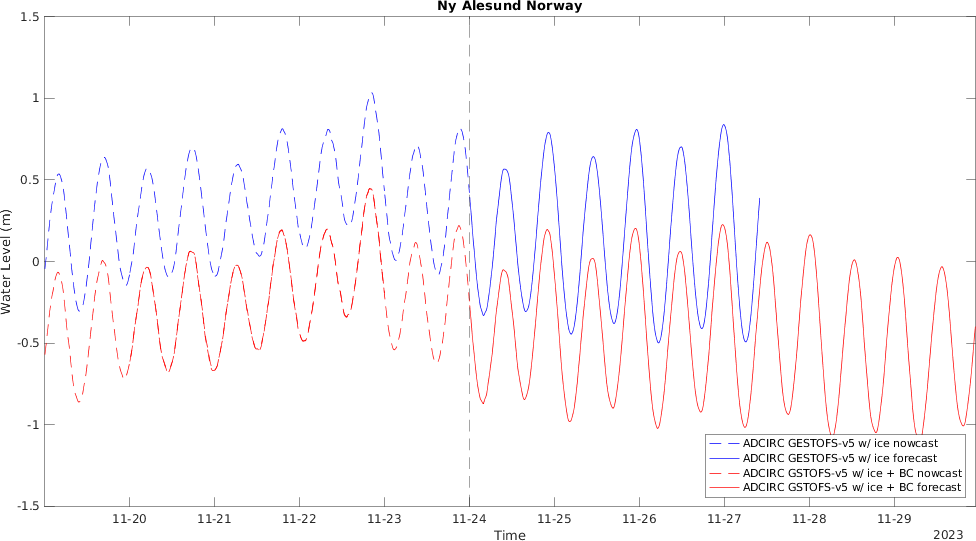 Ny Alesund Norway
1.5
1
0.5
0
-0.5
-1
-1.5
Water Level (m)
11-20 11-21 11-22 11-23 11-24 11-25 11-26 11-27 11-28 11-29
Time
2023
ADCIRC GESTOFS-v5 w/ ice nowcast
ADCIRC GESTOFS-v5 w/ ice forecast
ADCIRC GSTOFS-v5 w/ ice + BC nowcast
ADCIRC GSTOFS-v5 w/ ice + BC forecast